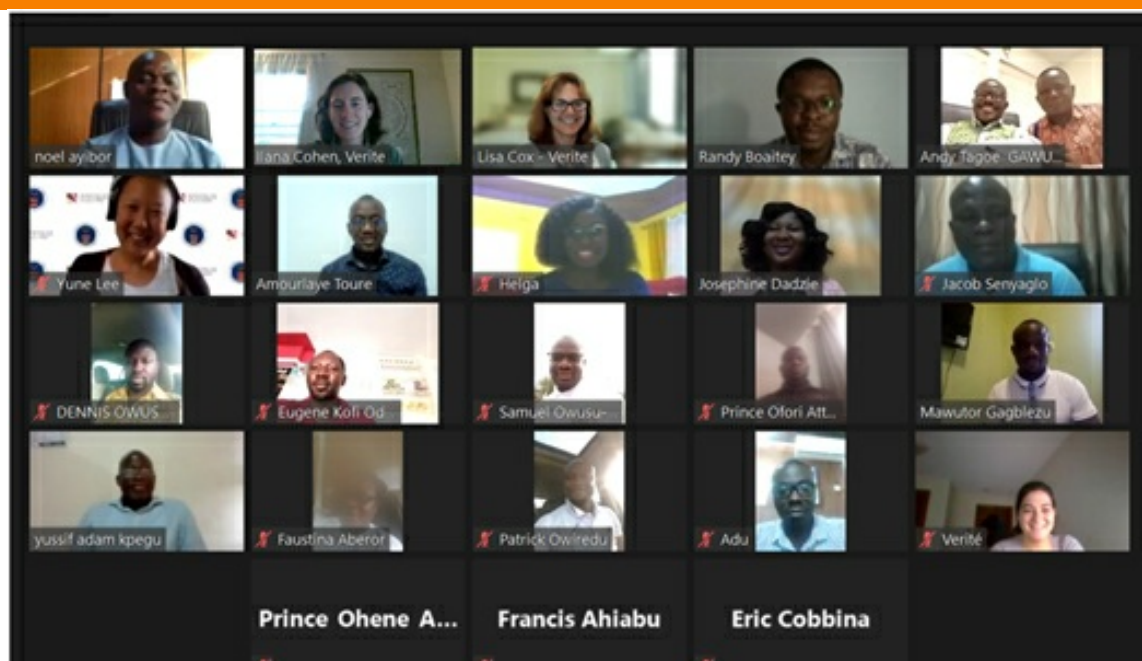 noel ayibor
Ilana Cohen, Verite
Lisa Cox - Verite
Randy Boaitey
Andy Tagoe- GAWU...
Yune Lee
Amourlaye Toure
Helga
Josephine Dadzie
Jacob Senyaglo
DENNIS OWUS...
Eugene Kofi Od...
Samuel Owusu-...
Prince Ofori Att...
Mawutor Gagblezu
yussif adam kpegu
Faustina Aberor
Patrick Owiredu
Adu
Verité
Prince Ohene A...
Francis Ahiabu
Eric Cobbina